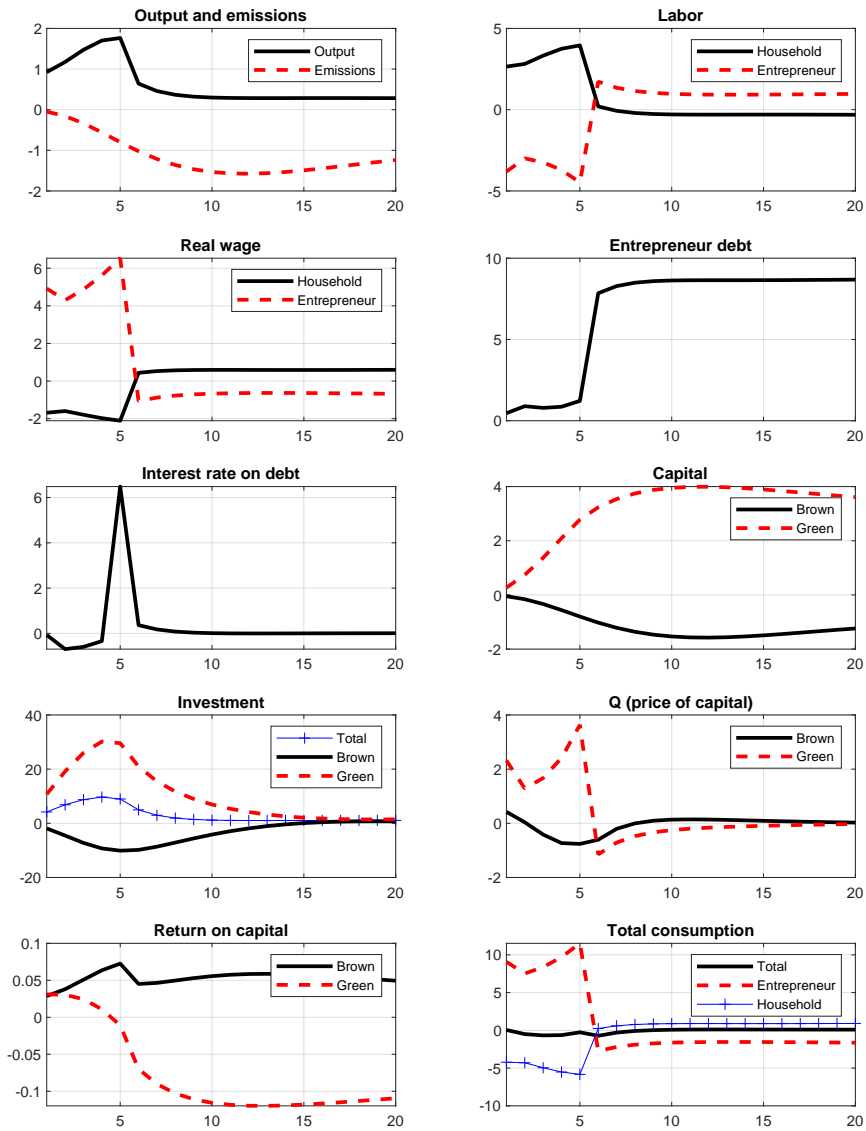 Output and emissions
2
1
0
-1
-2
5
10
15
20
Output
Emissions
Labor
5
0
-5
5
10
15
20
Household
Entrepreneur
Real wage
6
4
2
0
-2
5
10
15
20
Household
Entrepreneur
Entrepreneur debt
10
5
0
5
10
15
20
Interest rate on debt
6
4
2
0
5
10
15
20
Capital
4
2
0
-2
5
10
15
20
Brown
Green
Investment
40
20
0
-20
5
10
15
20
Total
Brown
Green
Q (price of capital)
4
2
0
-2
5
10
15
20
Brown
Green
Return on capital
0.1
0.05
0
-0.05
-0.1
5
10
15
20
Brown
Green
Total consumption
10
5
0
-5
-10
5
10
15
20
Total
Entrepreneur
Household